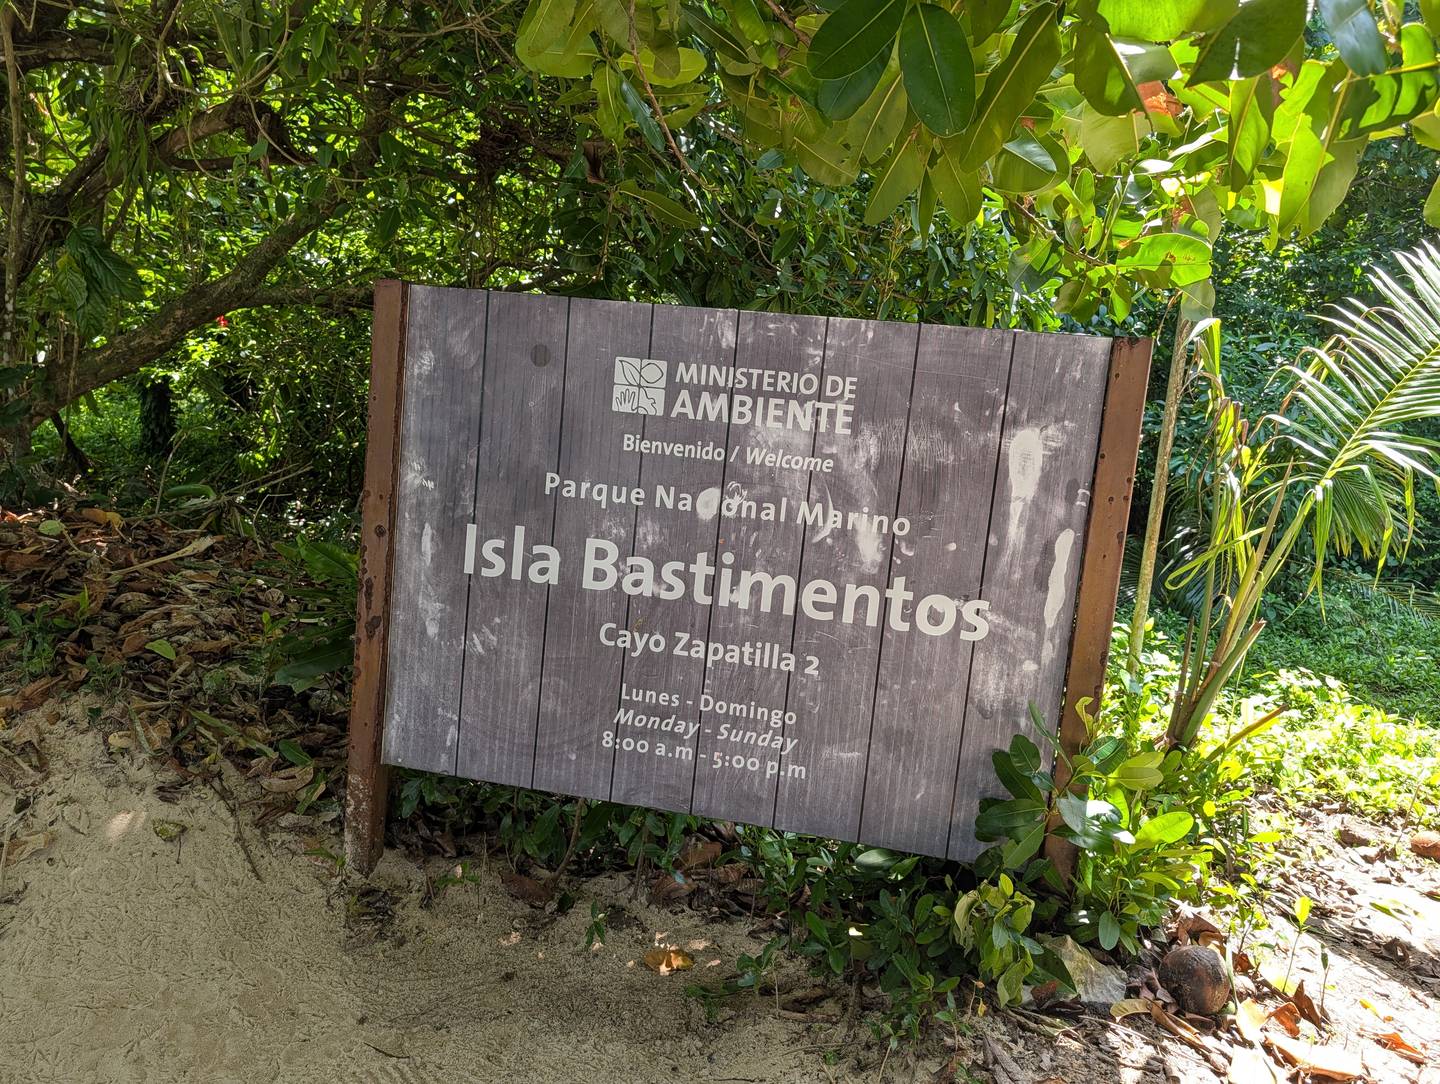 MINISTERIO DE
AMBIENTE
Bienvenido / Welcome
Parque Nacional Marino
Isla Bastimentos
Cayo Zapatilla 2
Lunes - Domingo
Monday - Sunday
8:00 a.m - 5:00 p.m